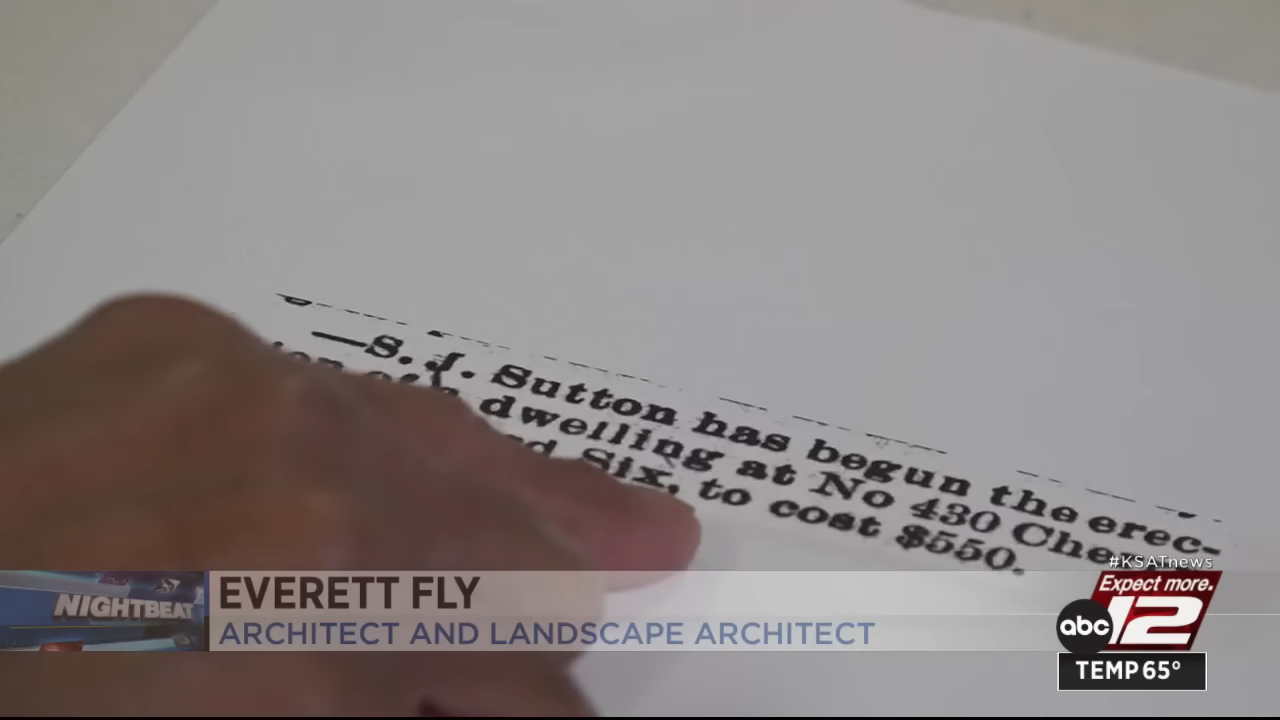 —S. J. Sutton has begun the erec-
dwelling at No 430
Six, to cost $550.
#KSATnews
NIGHTBEAT
EVERETT FLY
ARCHITECT AND LANDSCAPE ARCHITECT
Expect more.
abc 12
TEMP 65°